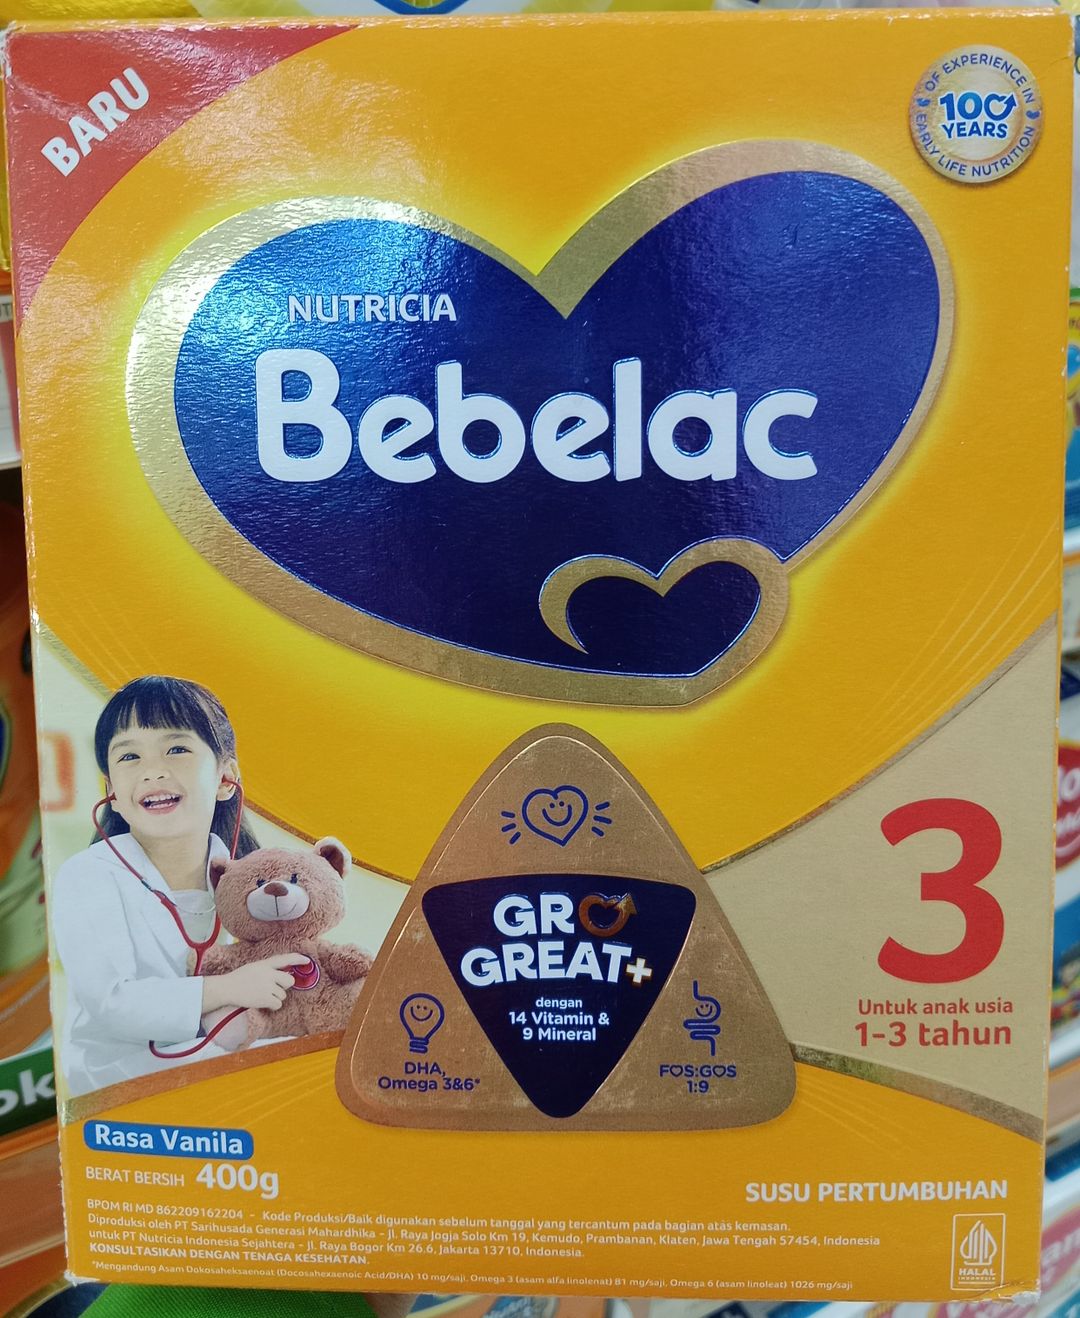 BARU
100 YEARS
OF EXPERIENCE IN
EARLY LIFE NUTRITION
NUTRICIA
Bebelac
GRO
GREAT+
dengan
14 Vitamin &
9 Mineral
DHA,
Omega 3&6*
FOS:GOS
1:9
3
Untuk anak usia
1-3 tahun
Rasa Vanila
BERAT BERSIH 400g
SUSU PERTUMBUHAN
BPOM RI MD 862209162204 - Kode Produksi/Baik digunakan sebelum tanggal yang tercantum pada bagian atas kemasan.
Diproduksi oleh PT Sarihusada Generasi Mahardhika - Jl. Raya Jogja Solo Km 19, Kemudo, Prambanan, Klaten, Jawa Tengah 57454, Indonesia
untuk PT Nutricia Indonesia Sejahtera - Jl. Raya Bogor Km 26.6, Jakarta 13710, Indonesia.
KONSULTASIKAN DENGAN TENAGA KESEHATAN.
*Mengandung Asam Dokosaheksaenoat (Docosahexaenoic Acid/DHA) 10 mg/saji, Omega 3 (asam alfa linolenat) 81 mg/saji, Omega 6 (asam linoleat) 1026 mg/saji
HALAL
INDONESIA